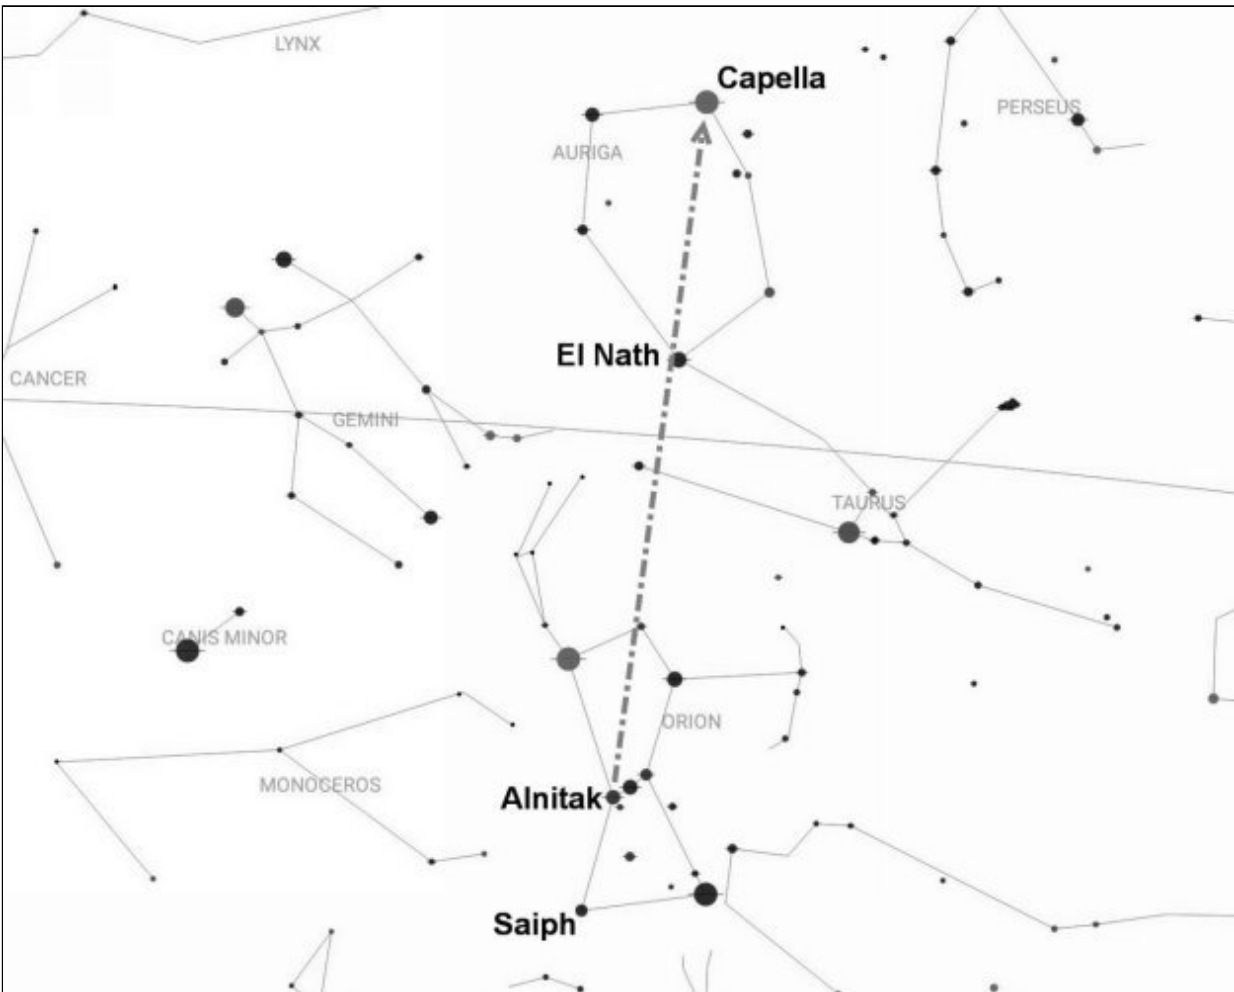 LYNX
Capella
PERSEUS
AURIGA
El Nath
CANCER
GEMINI
TAURUS
CANIS MINOR
ORION
MONOCEROS
Alnitak
Saiph